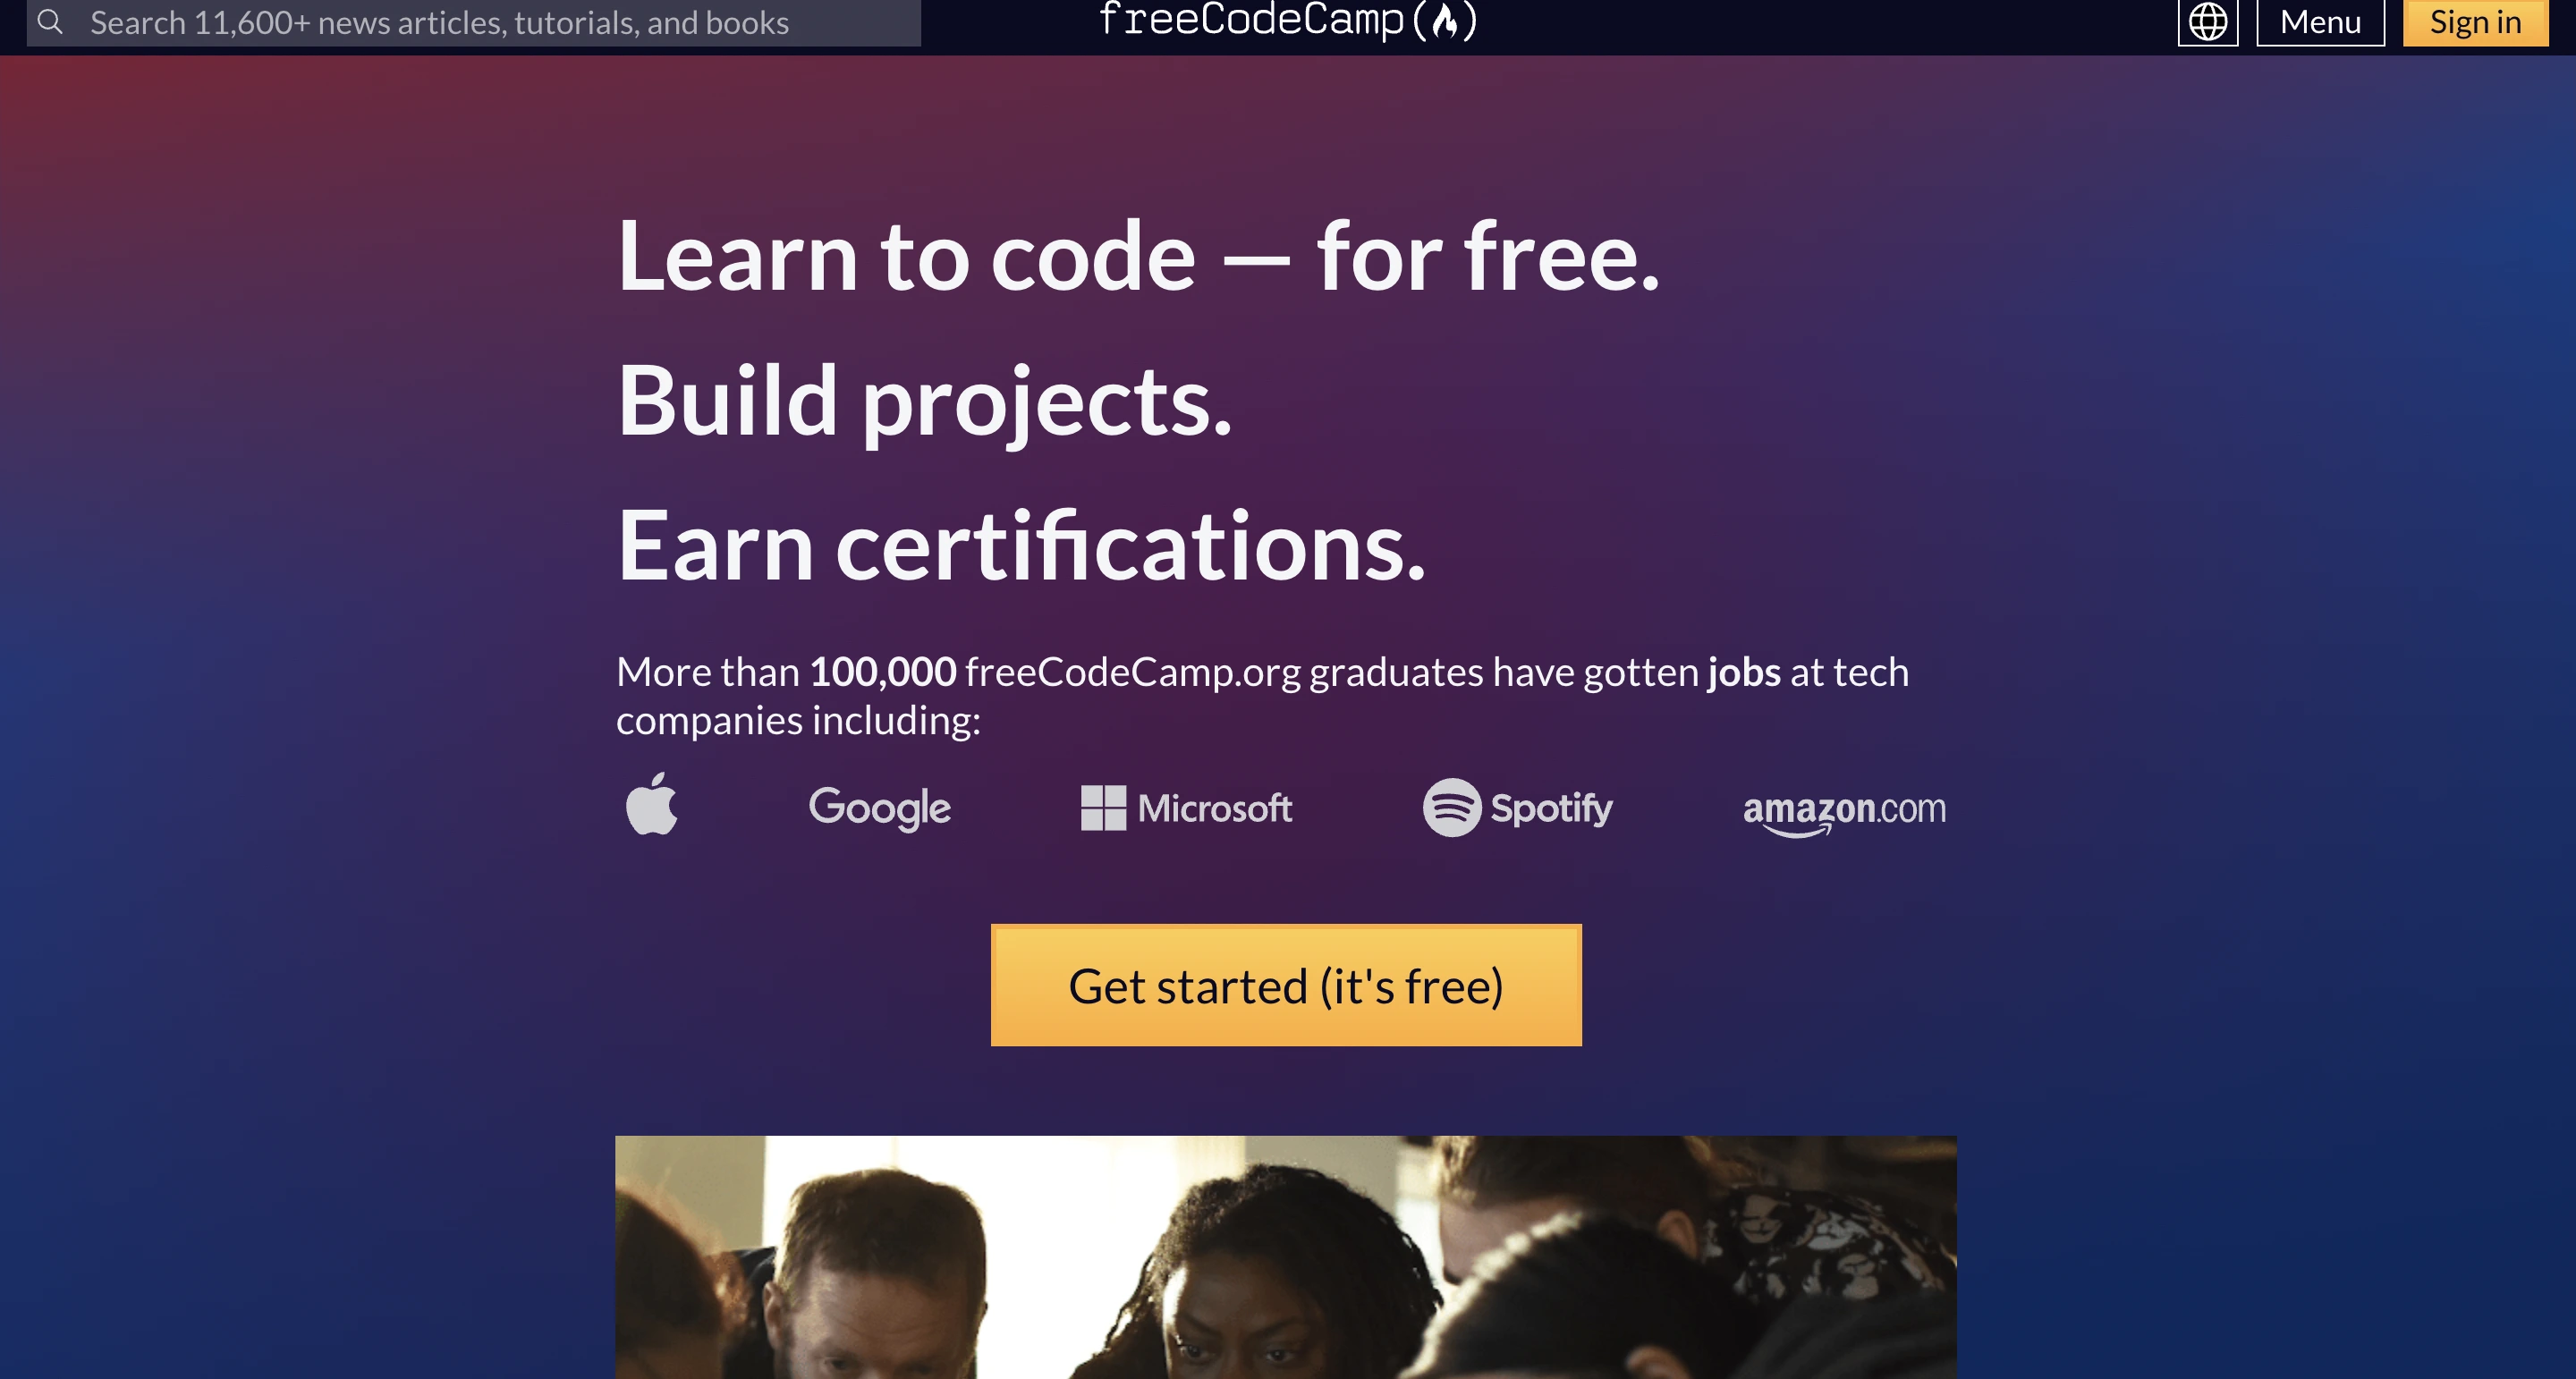 Search 11,600+ news articles, tutorials, and books
freeCodeCamp
Menu
Sign in
Learn to code — for free.
Build projects.
Earn certifications.
More than 100,000 freeCodeCamp.org graduates have gotten jobs at tech
companies including:
Google
Microsoft
Spotify
amazon.com
Get started (it's free)